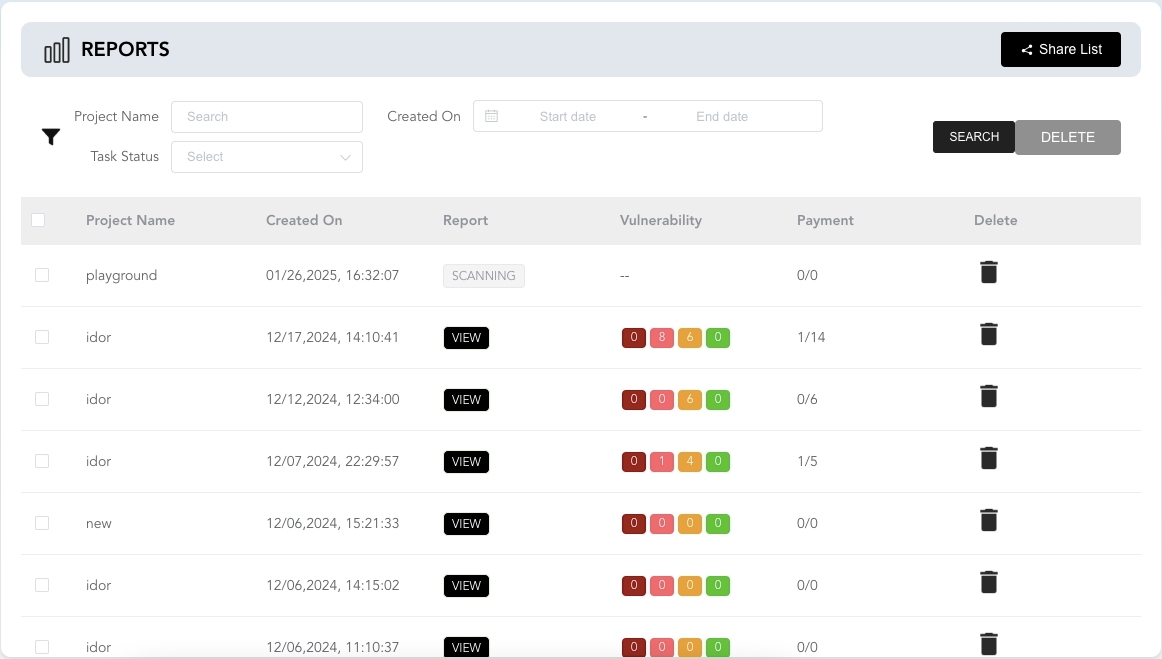 REPORTS
Share List
Project Name Search Created On Start date - End date
Task Status Select
SEARCH DELETE
Project Name Created On Report Vulnerability Payment Delete
playground 01/26,2025, 16:32:07 SCANNING -- 0/0
idor 12/17,2024, 14:10:41 VIEW 0 8 6 0 1/14
idor 12/12,2024, 12:34:00 VIEW 0 0 6 0 0/6
idor 12/07,2024, 22:29:57 VIEW 0 1 4 0 1/5
new 12/06,2024, 15:21:33 VIEW 0 0 0 0 0/0
idor 12/06,2024, 14:15:02 VIEW 0 0 0 0 0/0
idor 12/06,2024, 11:10:37 VIEW 0 0 0 0 0/0